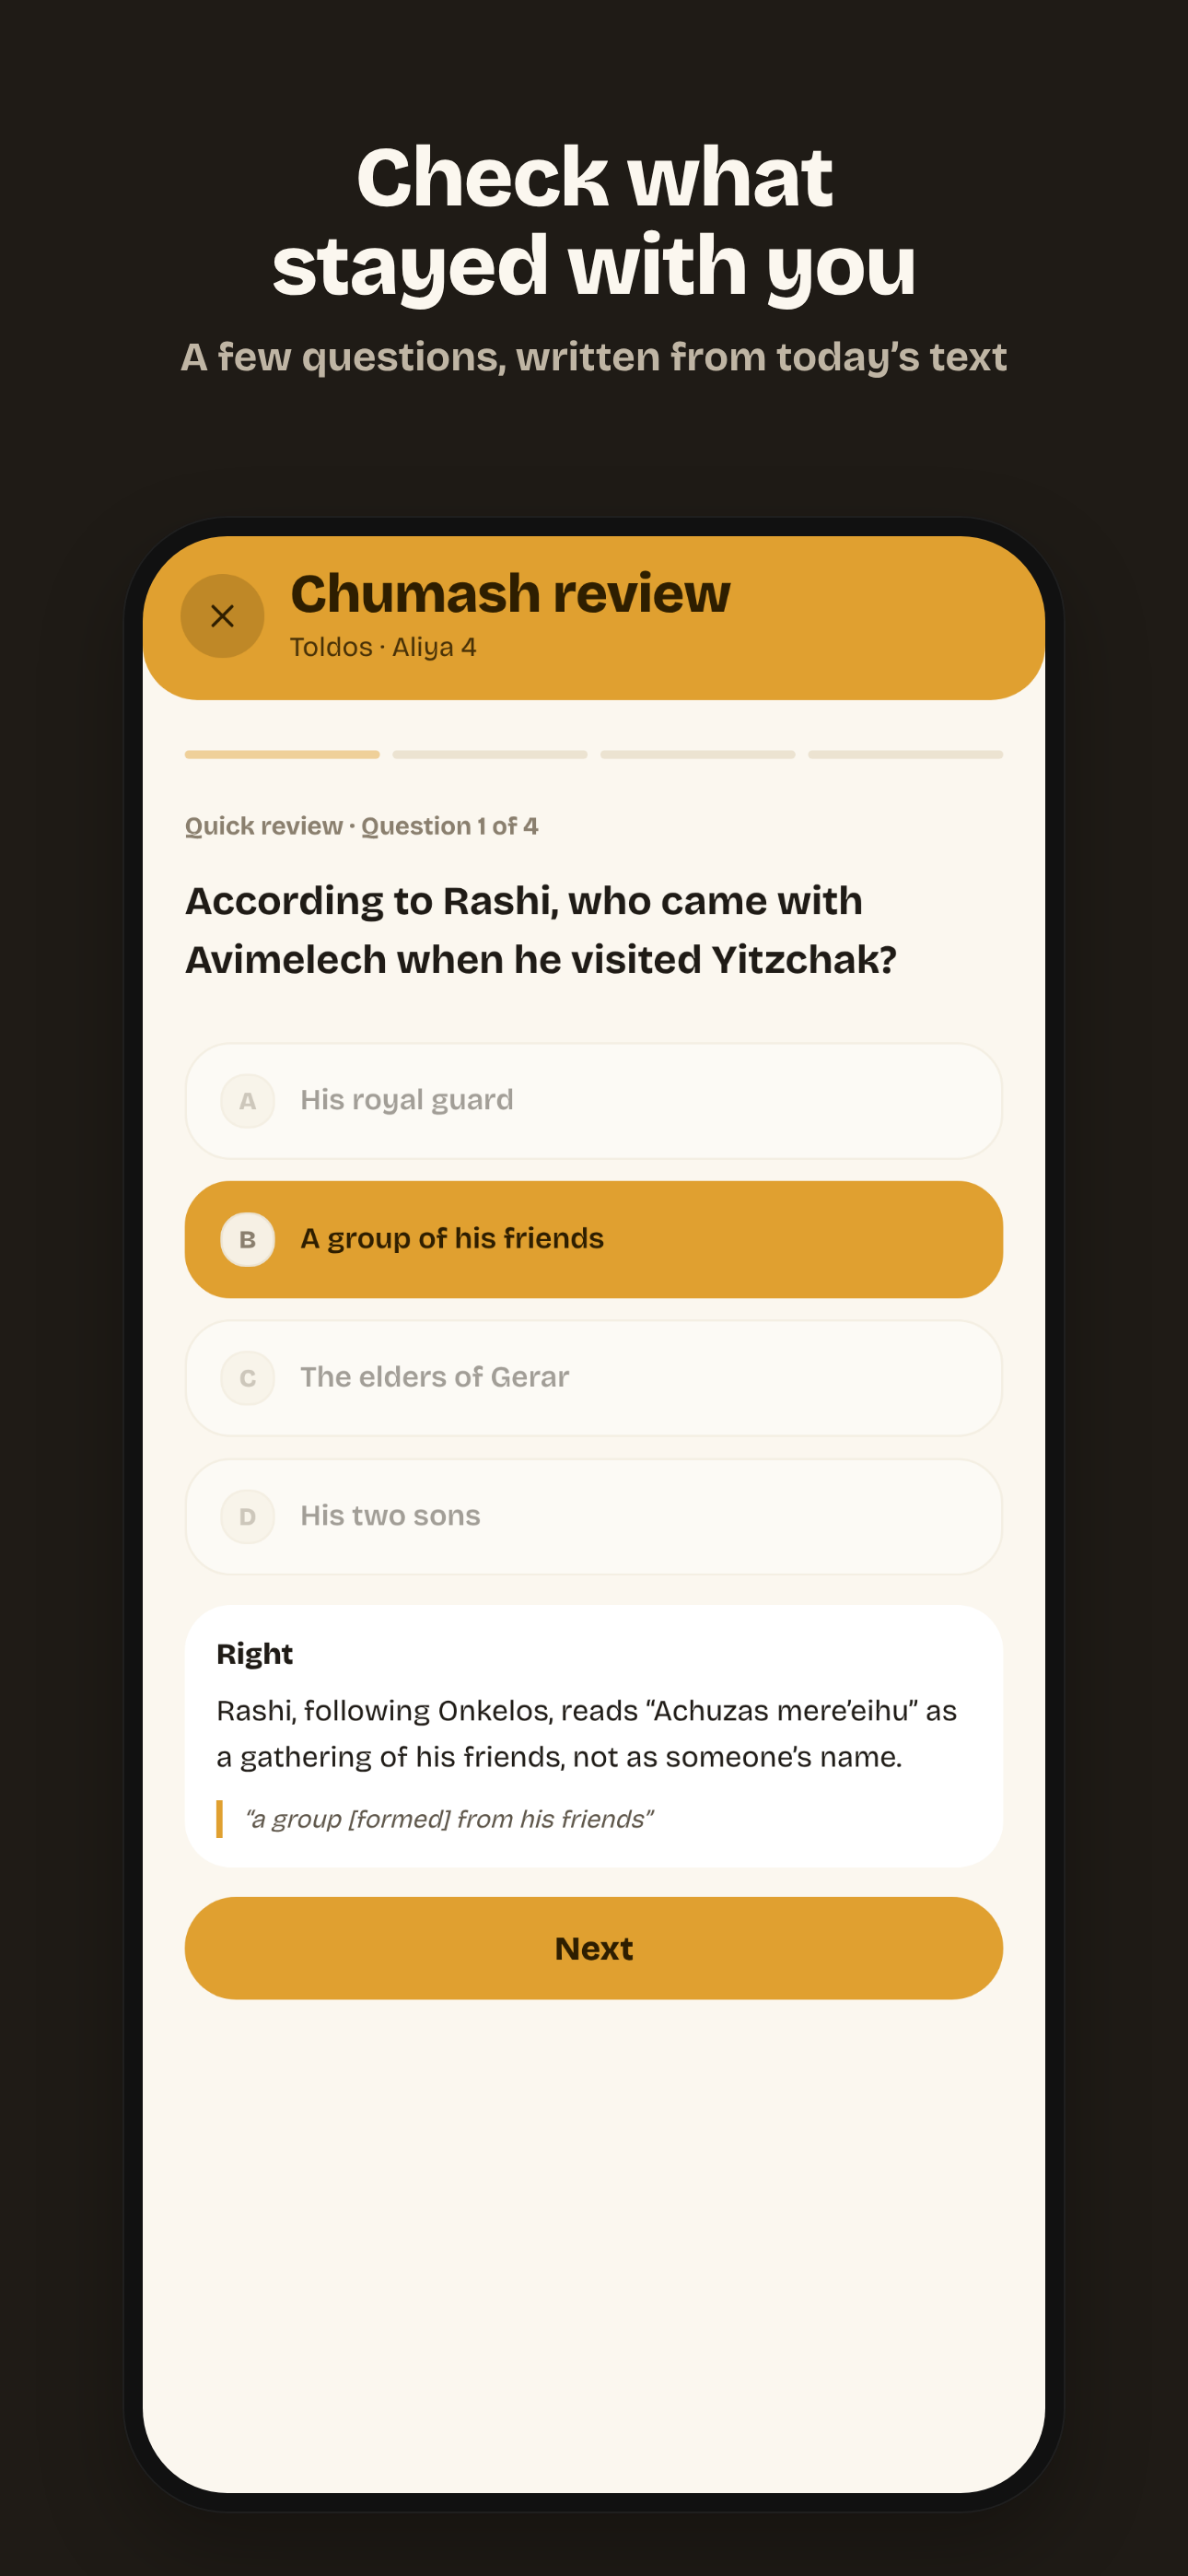 Check what
stayed with you
A few questions, written from today’s text
Chumash review
Toldos · Aliya 4
Quick review · Question 1 of 4
According to Rashi, who came with
Avimelech when he visited Yitzchak?
A His royal guard
B A group of his friends
C The elders of Gerar
D His two sons
Right
Rashi, following Onkelos, reads “Achuzas mere’eihu” as
a gathering of his friends, not as someone’s name.
“a group [formed] from his friends”
Next